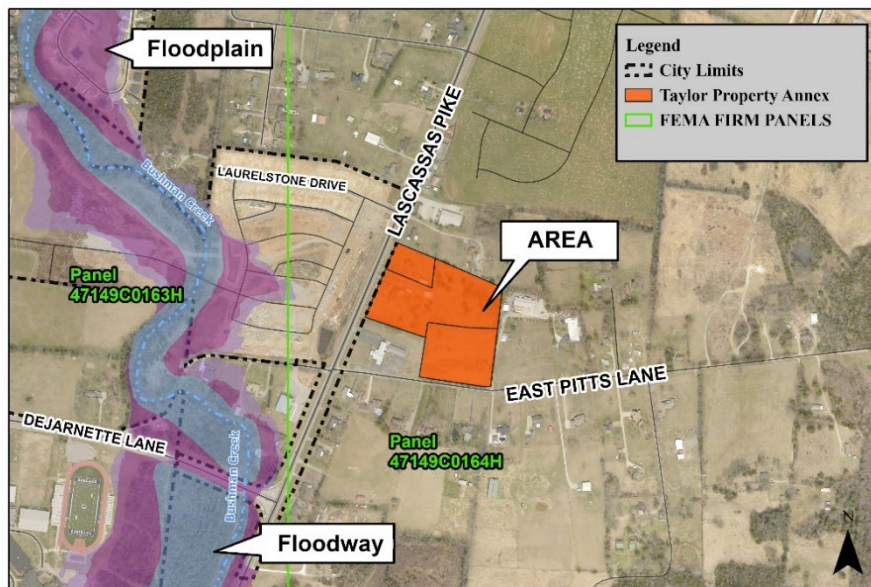 Floodplain
Legend
City Limits
Taylor Property Annex
FEMA FIRM PANELS
LASCASSAS PIKE
Bushman Creek
LAURELSTONE DRIVE
AREA
Panel
47149C0163H
EAST PITTS LANE
DEJARNETTE LANE
Panel
47149C0164H
Bushman Creek
Floodway
N